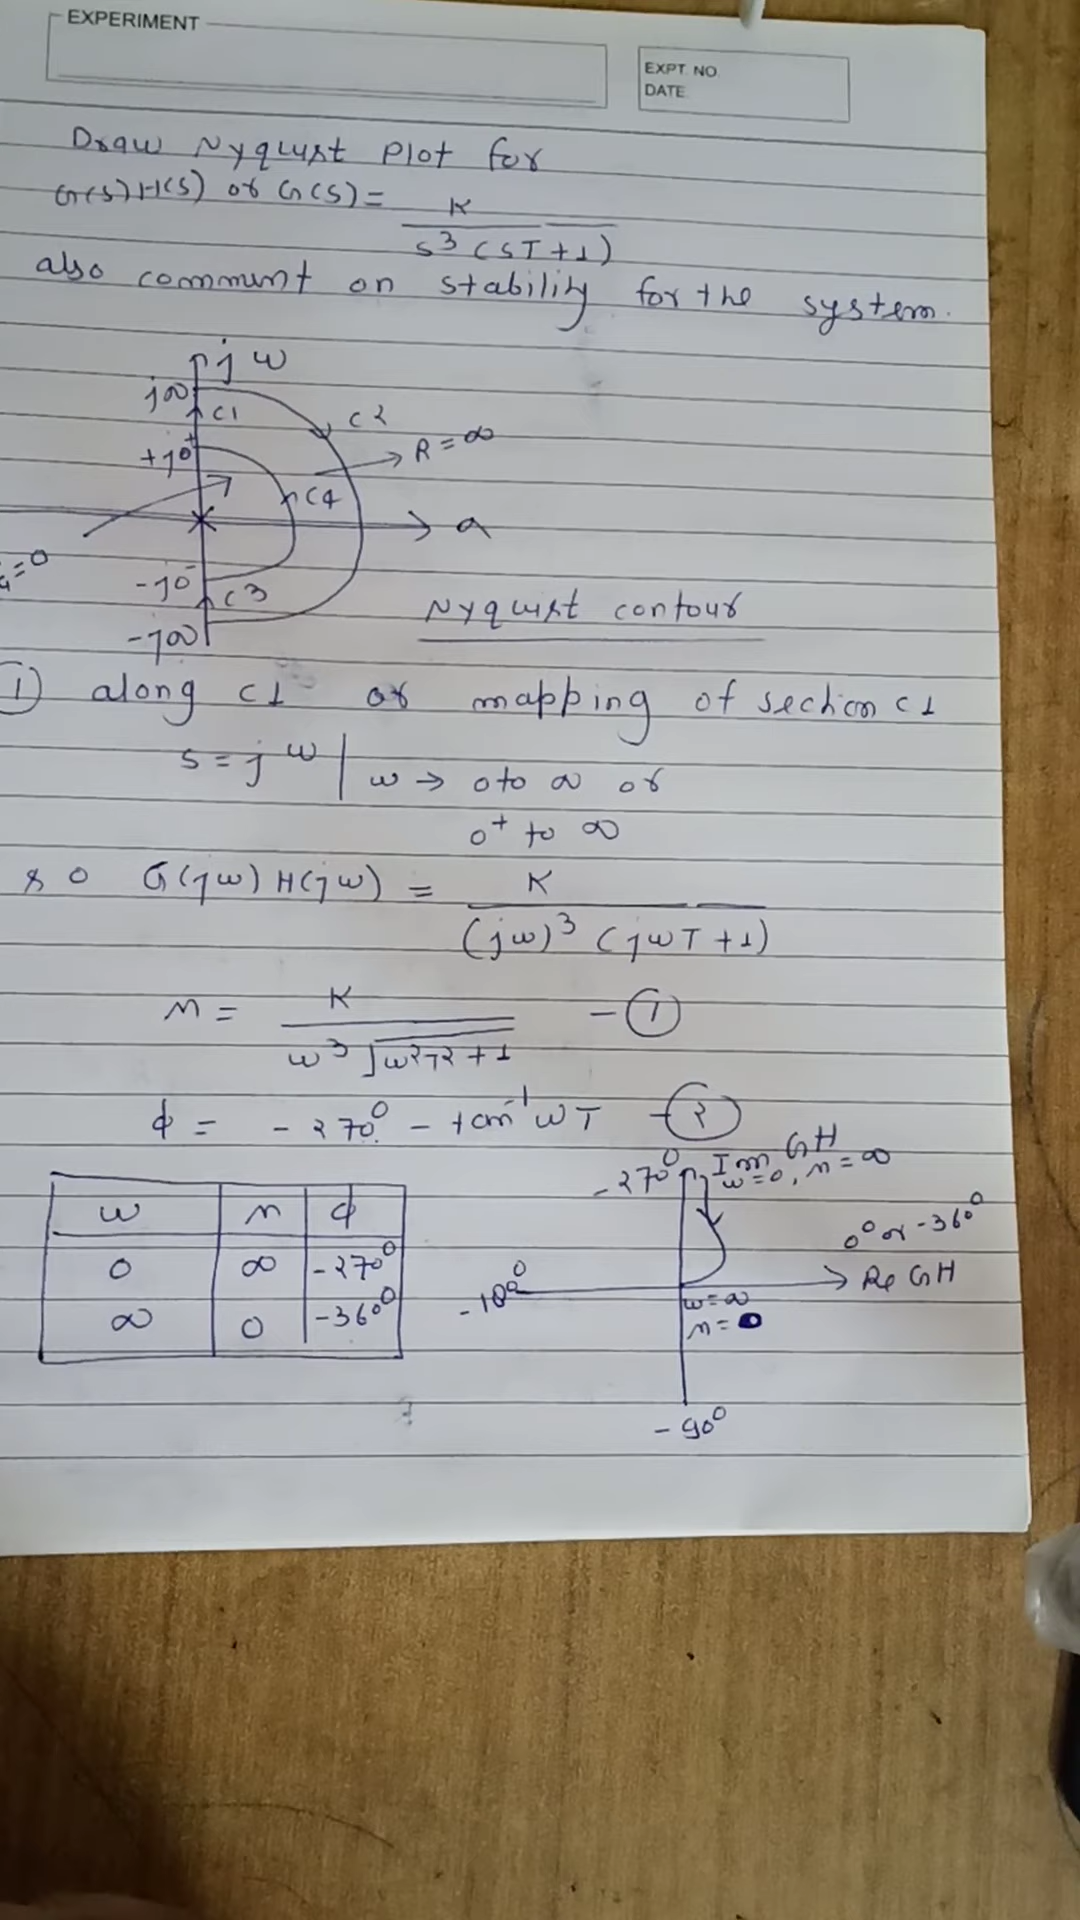 EXPERIMENT
EXPT. NO.
DATE
Draw Nyquist Plot for
G(s)H(s) or G(s) = K / s³(sT+1)
also comment on stability for the system.
jω
j∞
C1
C2
R = ∞
+j0⁺
C4
σ
=0
-j0⁻
C3
-j∞
Nyquist contour
① along C1 or mapping of section C1
s = jω | ω → 0 to ∞ or
0⁺ to ∞
so G(jω) H(jω) = K / (jω)³ (jωT+1)
M = K / ω³ √ω²T²+1 - ①
ϕ = -270° - tan⁻¹ ωT - ②
-270° Im GH
ω=0, M=∞
ω M ϕ
0 ∞ -270°
∞ 0 -360°
0° or -360°
-180°
Re GH
ω=∞
M=0
-90°